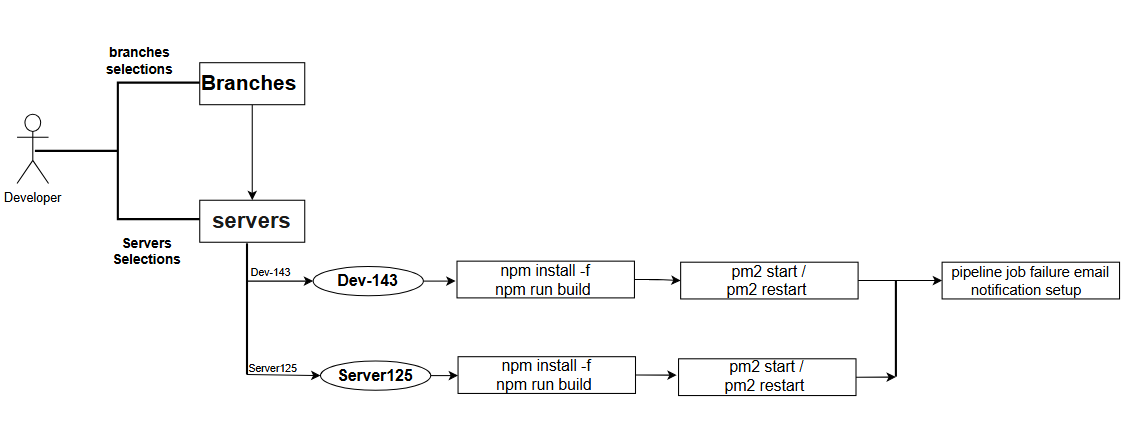 branches
selections
Branches
Developer
servers
Servers
Selections
Dev-143
Dev-143
npm install -f
npm run build
pm2 start /
pm2 restart
pipeline job failure email
notification setup
Server125
Server125
npm install -f
npm run build
pm2 start /
pm2 restart